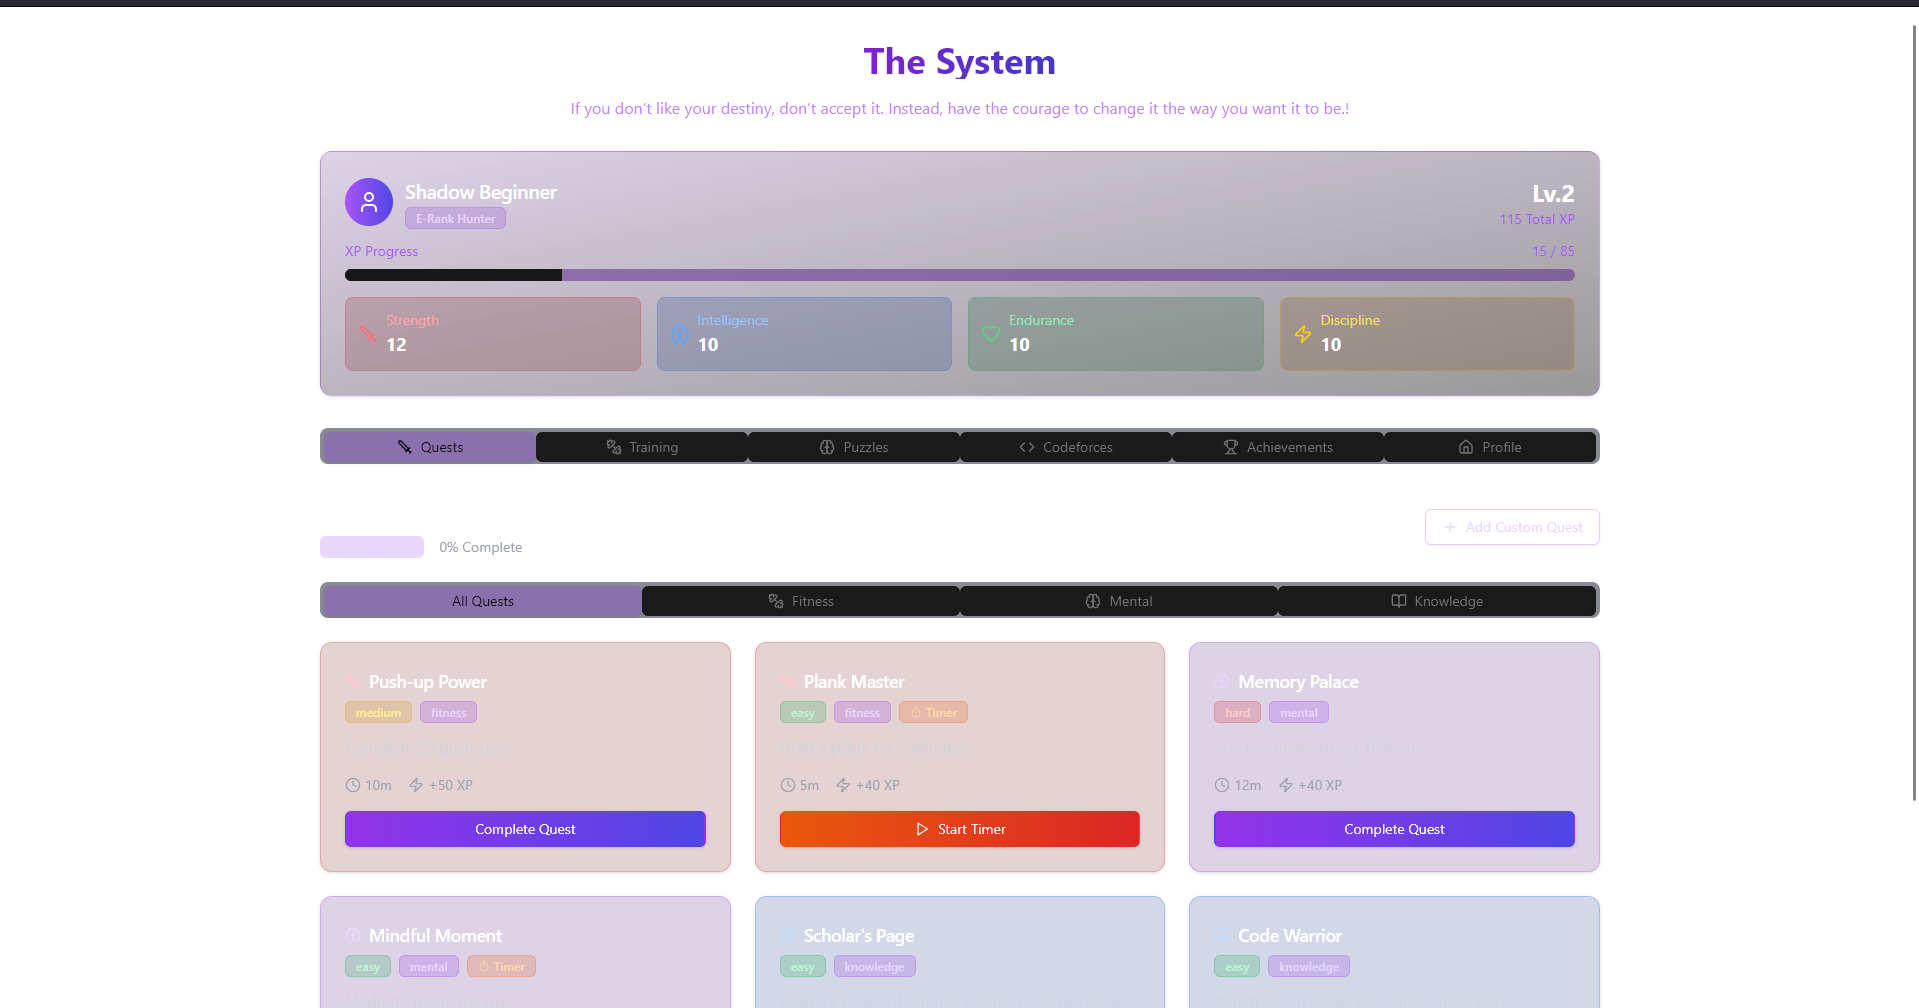 The System
If you don't like your destiny, don't accept it. Instead, have the courage to change it the way you want it to be.!
Shadow Beginner
E-Rank Hunter
Lv.2
115 Total XP
XP Progress
15 / 85
Strength
12
Intelligence
10
Endurance
10
Discipline
10
Quests
Training
Puzzles
Codeforces
Achievements
Profile
Add Custom Quest
0% Complete
All Quests
Fitness
Mental
Knowledge
Push-up Power
medium
fitness
Complete 25 push-ups
10m
+50 XP
Complete Quest
Plank Master
easy
fitness
Timer
Hold a plank for 2 minutes
5m
+40 XP
Start Timer
Memory Palace
hard
mental
Practice memorizing 10 items
12m
+40 XP
Complete Quest
Mindful Moment
easy
mental
Timer
Meditate for 10 minutes
Scholar's Page
easy
knowledge
Code Warrior
easy
knowledge